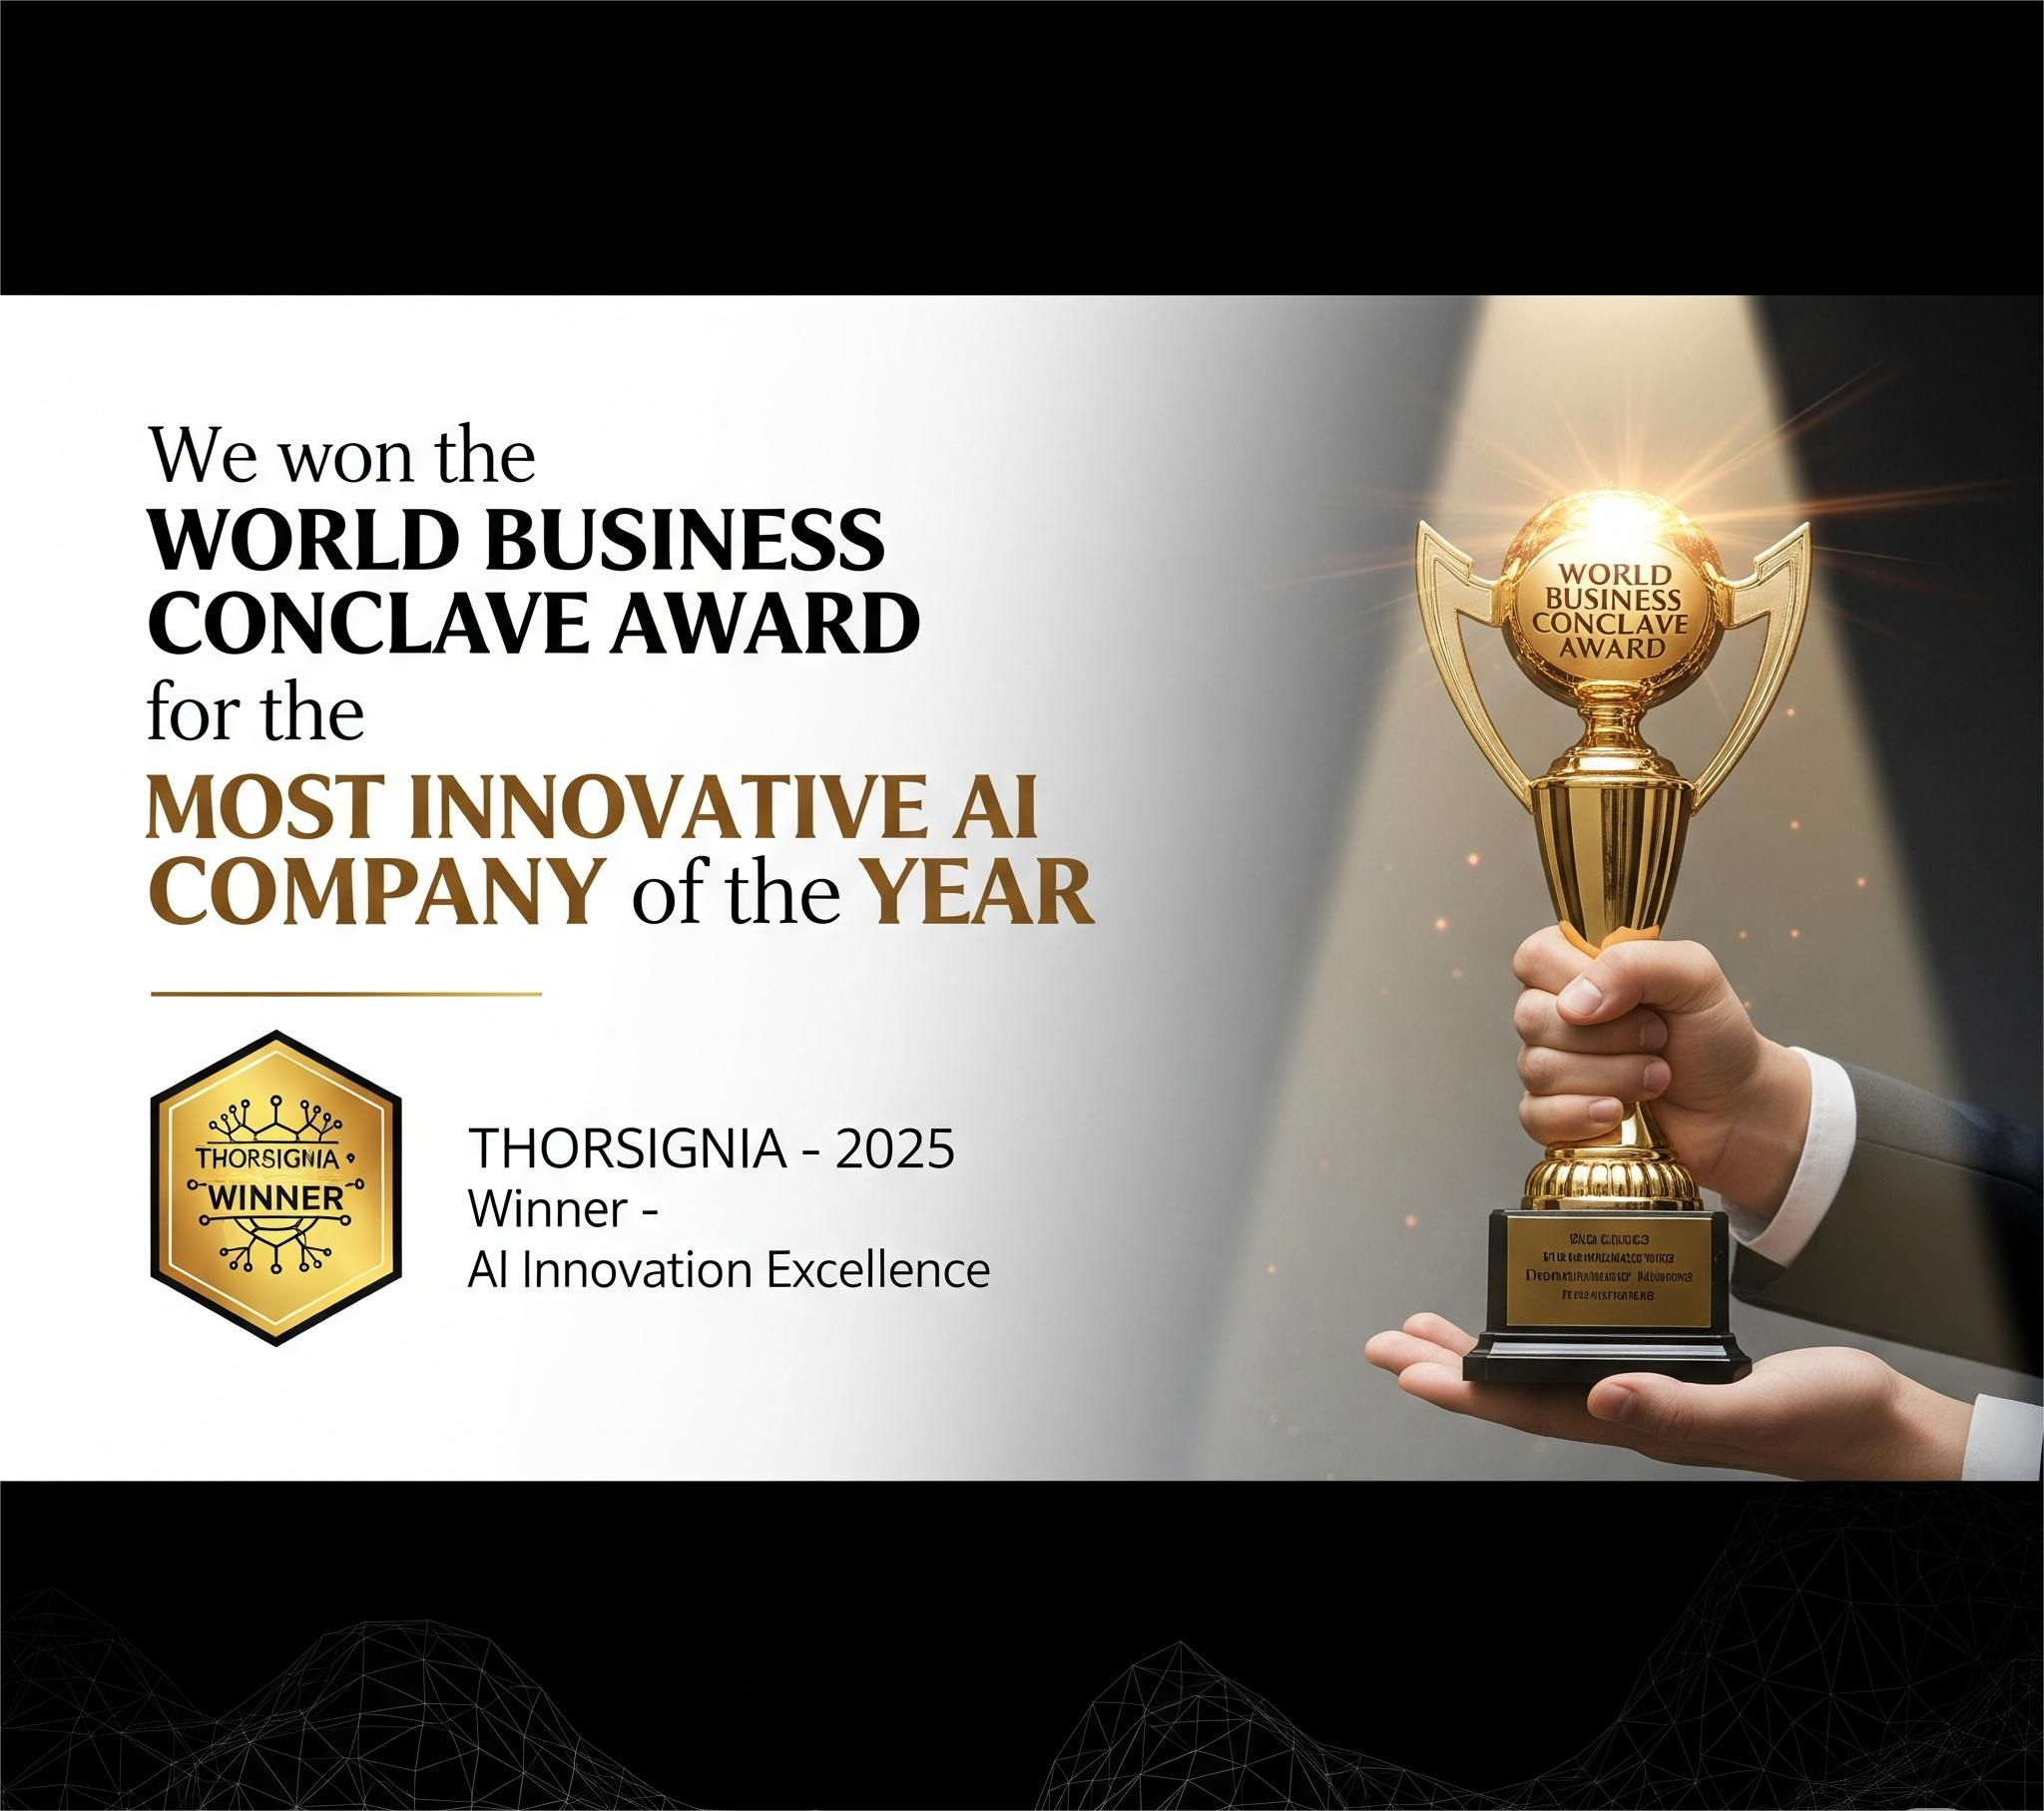 We won the
WORLD BUSINESS
CONCLAVE AWARD
for the
MOST INNOVATIVE AI
COMPANY of the YEAR
THORSIGNIA
WINNER
THORSIGNIA - 2025
Winner -
AI Innovation Excellence
WORLD
BUSINESS
CONCLAVE
AWARD